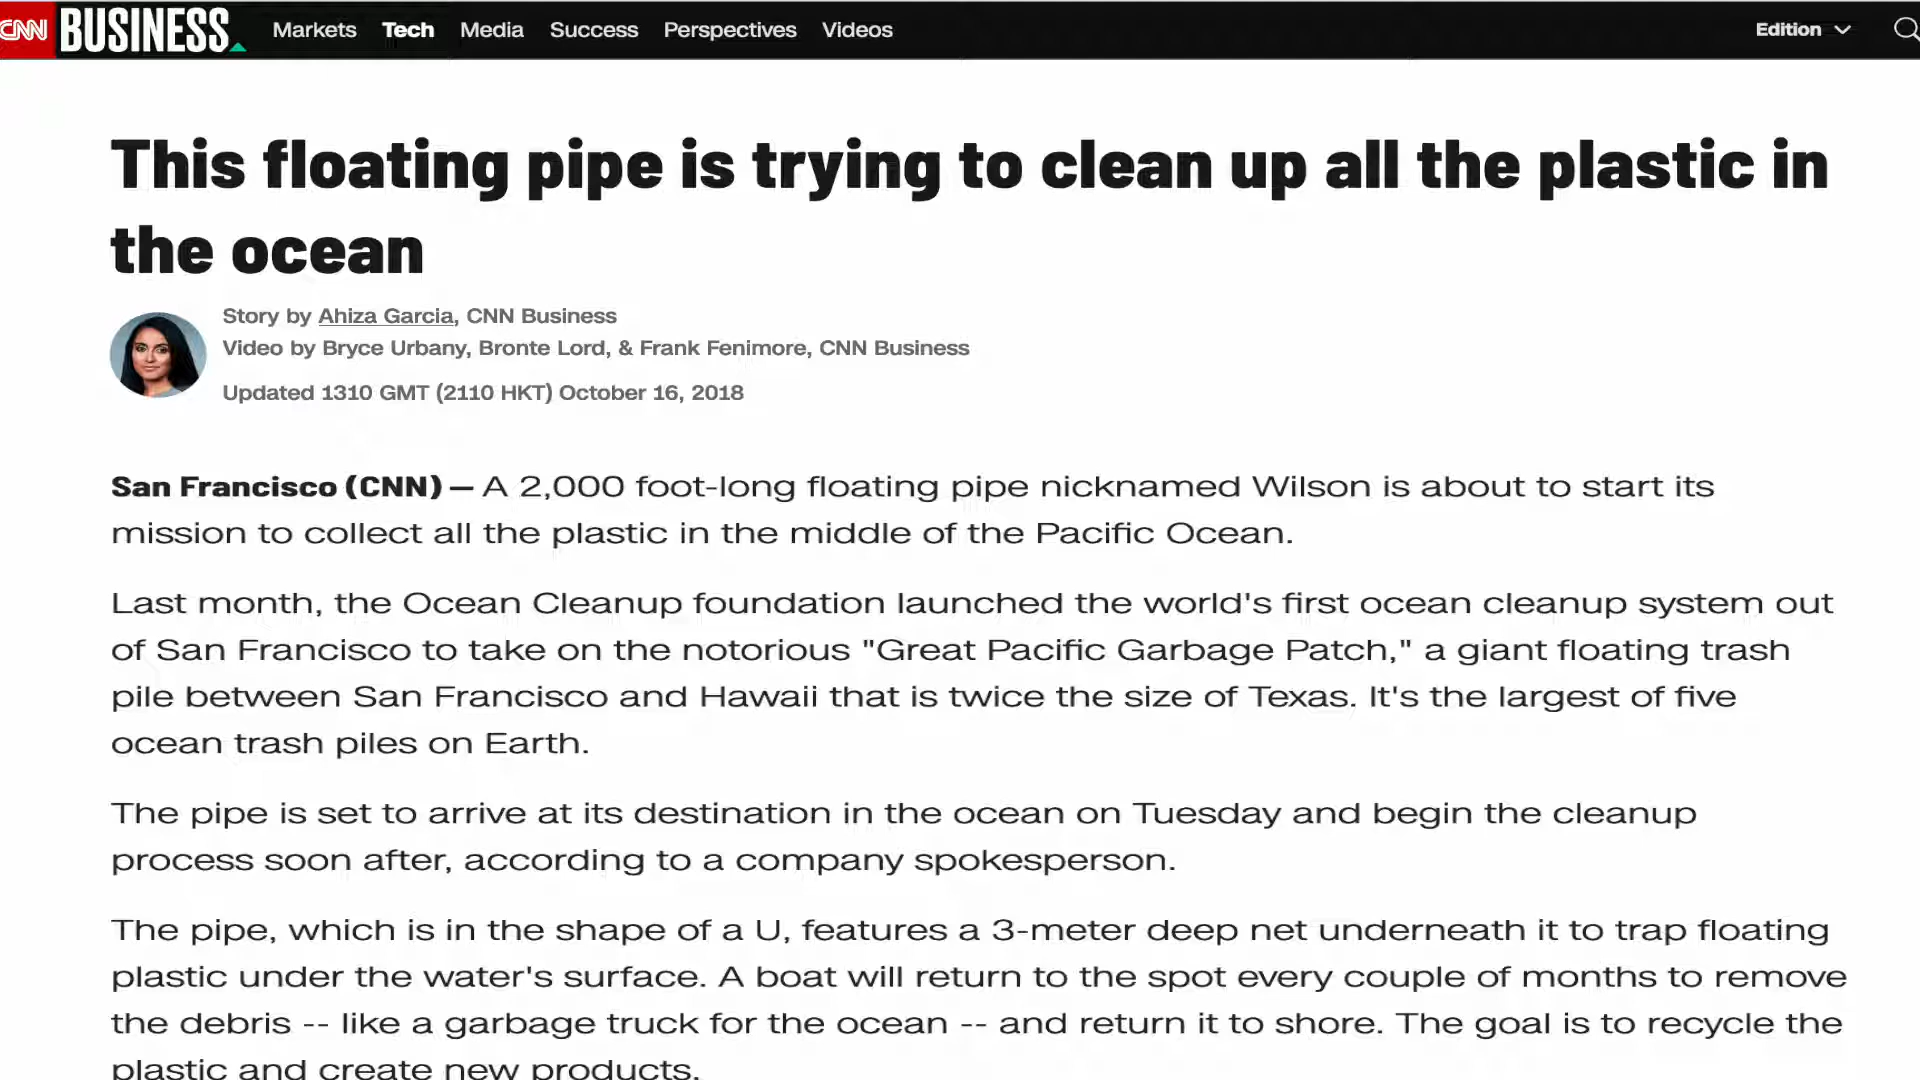 CNN BUSINESS Markets Tech Media Success Perspectives Videos Edition
This floating pipe is trying to clean up all the plastic in
the ocean
Story by Ahiza Garcia, CNN Business
Video by Bryce Urbany, Bronte Lord, & Frank Fenimore, CNN Business
Updated 1310 GMT (2110 HKT) October 16, 2018
San Francisco (CNN) — A 2,000 foot-long floating pipe nicknamed Wilson is about to start its
mission to collect all the plastic in the middle of the Pacific Ocean.
Last month, the Ocean Cleanup foundation launched the world's first ocean cleanup system out
of San Francisco to take on the notorious "Great Pacific Garbage Patch," a giant floating trash
pile between San Francisco and Hawaii that is twice the size of Texas. It's the largest of five
ocean trash piles on Earth.
The pipe is set to arrive at its destination in the ocean on Tuesday and begin the cleanup
process soon after, according to a company spokesperson.
The pipe, which is in the shape of a U, features a 3-meter deep net underneath it to trap floating
plastic under the water's surface. A boat will return to the spot every couple of months to remove
the debris -- like a garbage truck for the ocean -- and return it to shore. The goal is to recycle the
plastic and create new products.